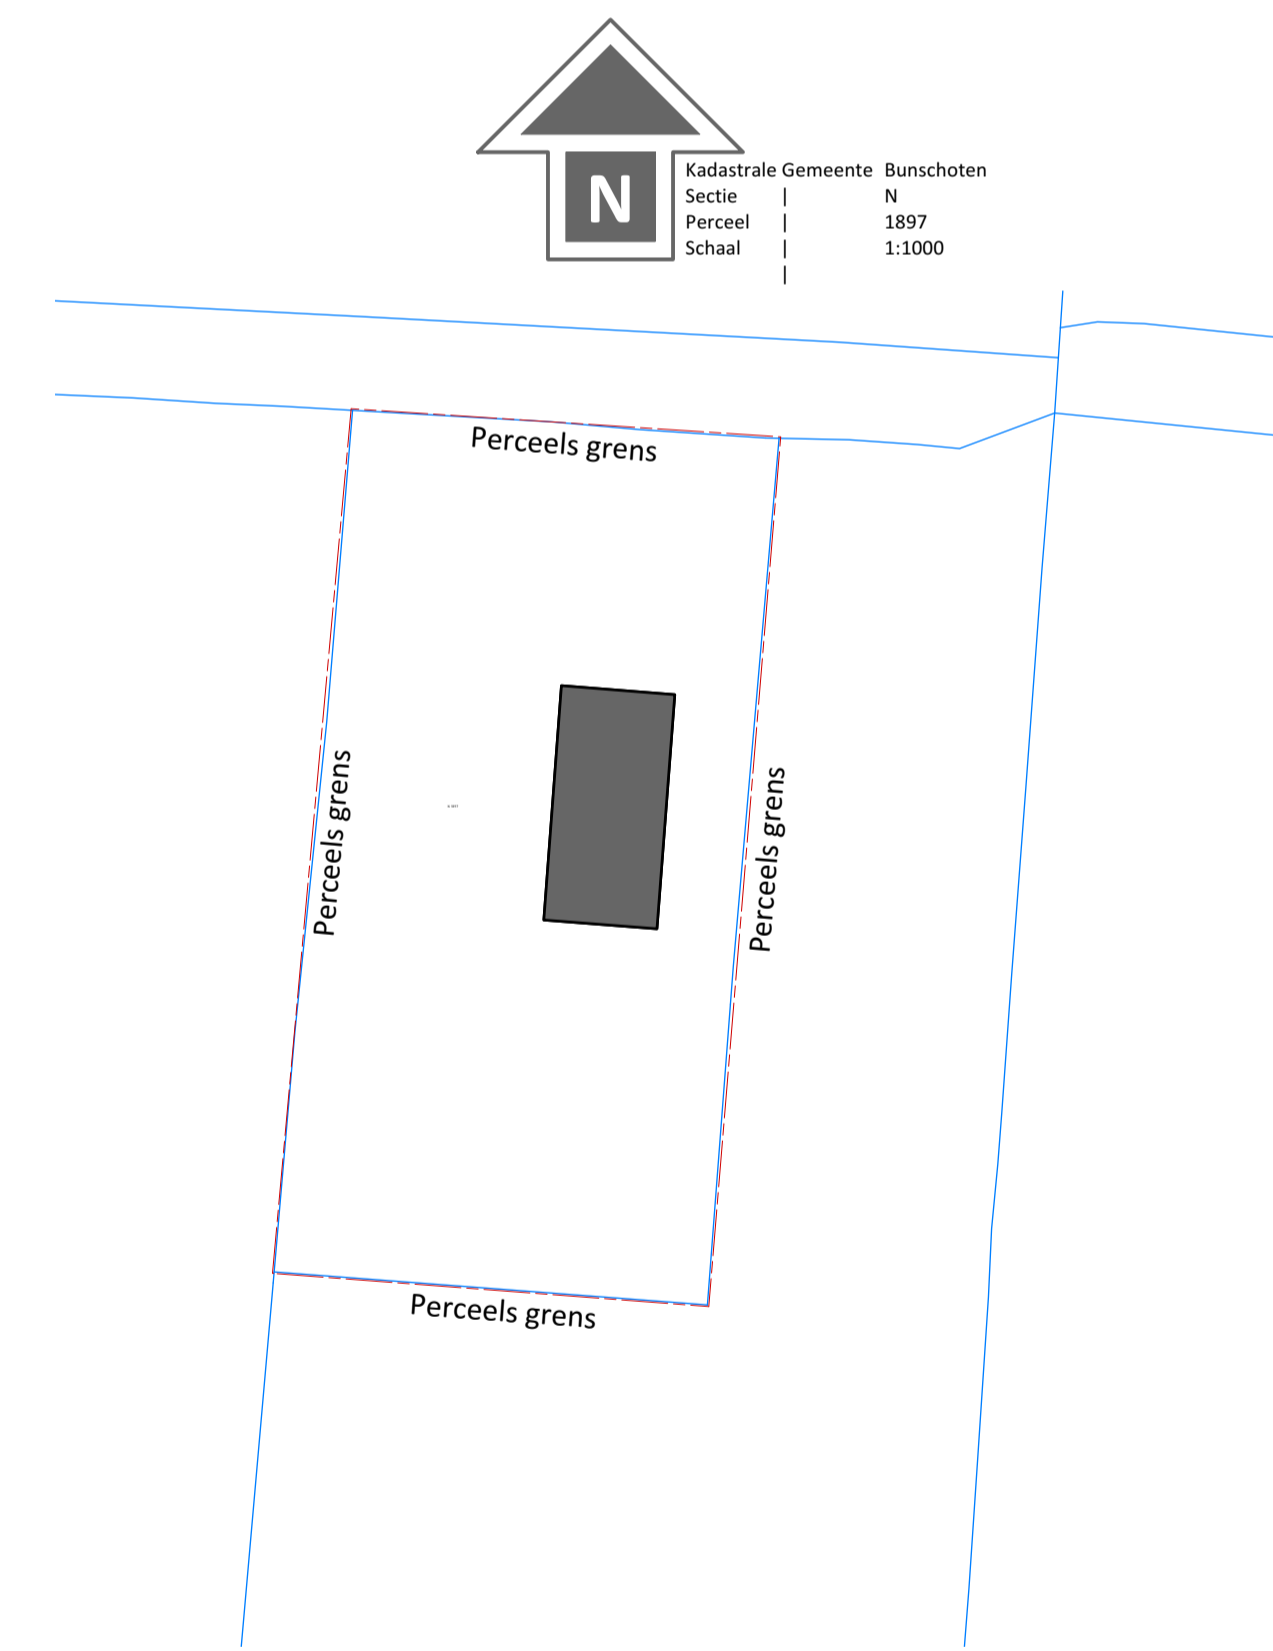 N
Kadastrale Gemeente Bunschoten
Sectie | N
Perceel | 1897
Schaal | 1:1000
|
Perceels grens
Perceels grens
Perceels grens
Perceels grens